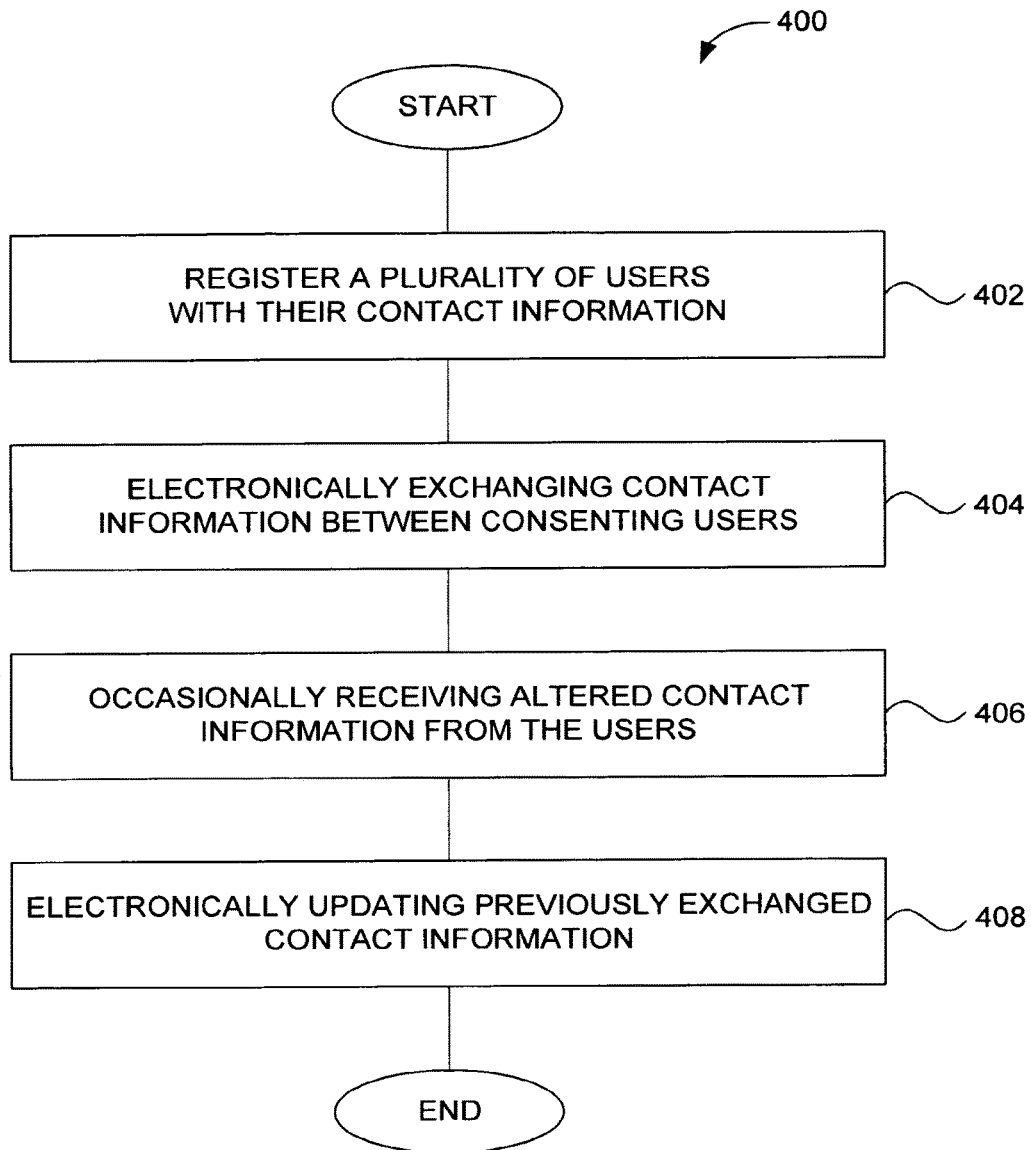 400
START
REGISTER A PLURALITY OF USERS
WITH THEIR CONTACT INFORMATION
402
ELECTRONICALLY EXCHANGING CONTACT
INFORMATION BETWEEN CONSENTING USERS
404
OCCASIONALLY RECEIVING ALTERED CONTACT
INFORMATION FROM THE USERS
406
ELECTRONICALLY UPDATING PREVIOUSLY EXCHANGED
CONTACT INFORMATION
408
END